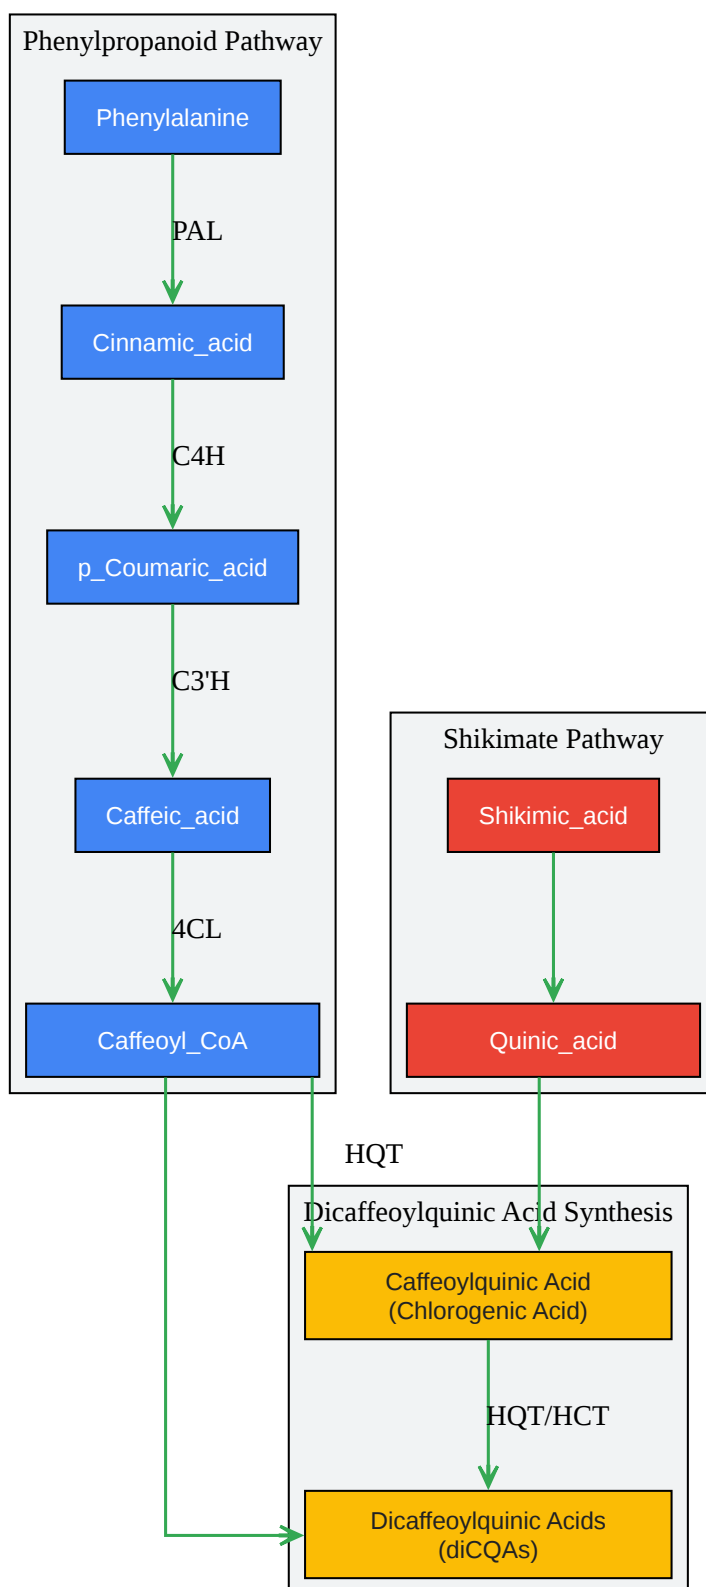 Phenylpropanoid Pathway
Phenylalanine
PAL
Cinnamic_acid
C4H
p_Coumaric_acid
C3'H
Caffeic_acid
4CL
Caffeoyl_CoA
Shikimate Pathway
Shikimic_acid
Quinic_acid
HQT
Dicaffeoylquinic Acid Synthesis
Caffeoylquinic Acid
(Chlorogenic Acid)
HQT/HCT
Dicaffeoylquinic Acids
(diCQAs)